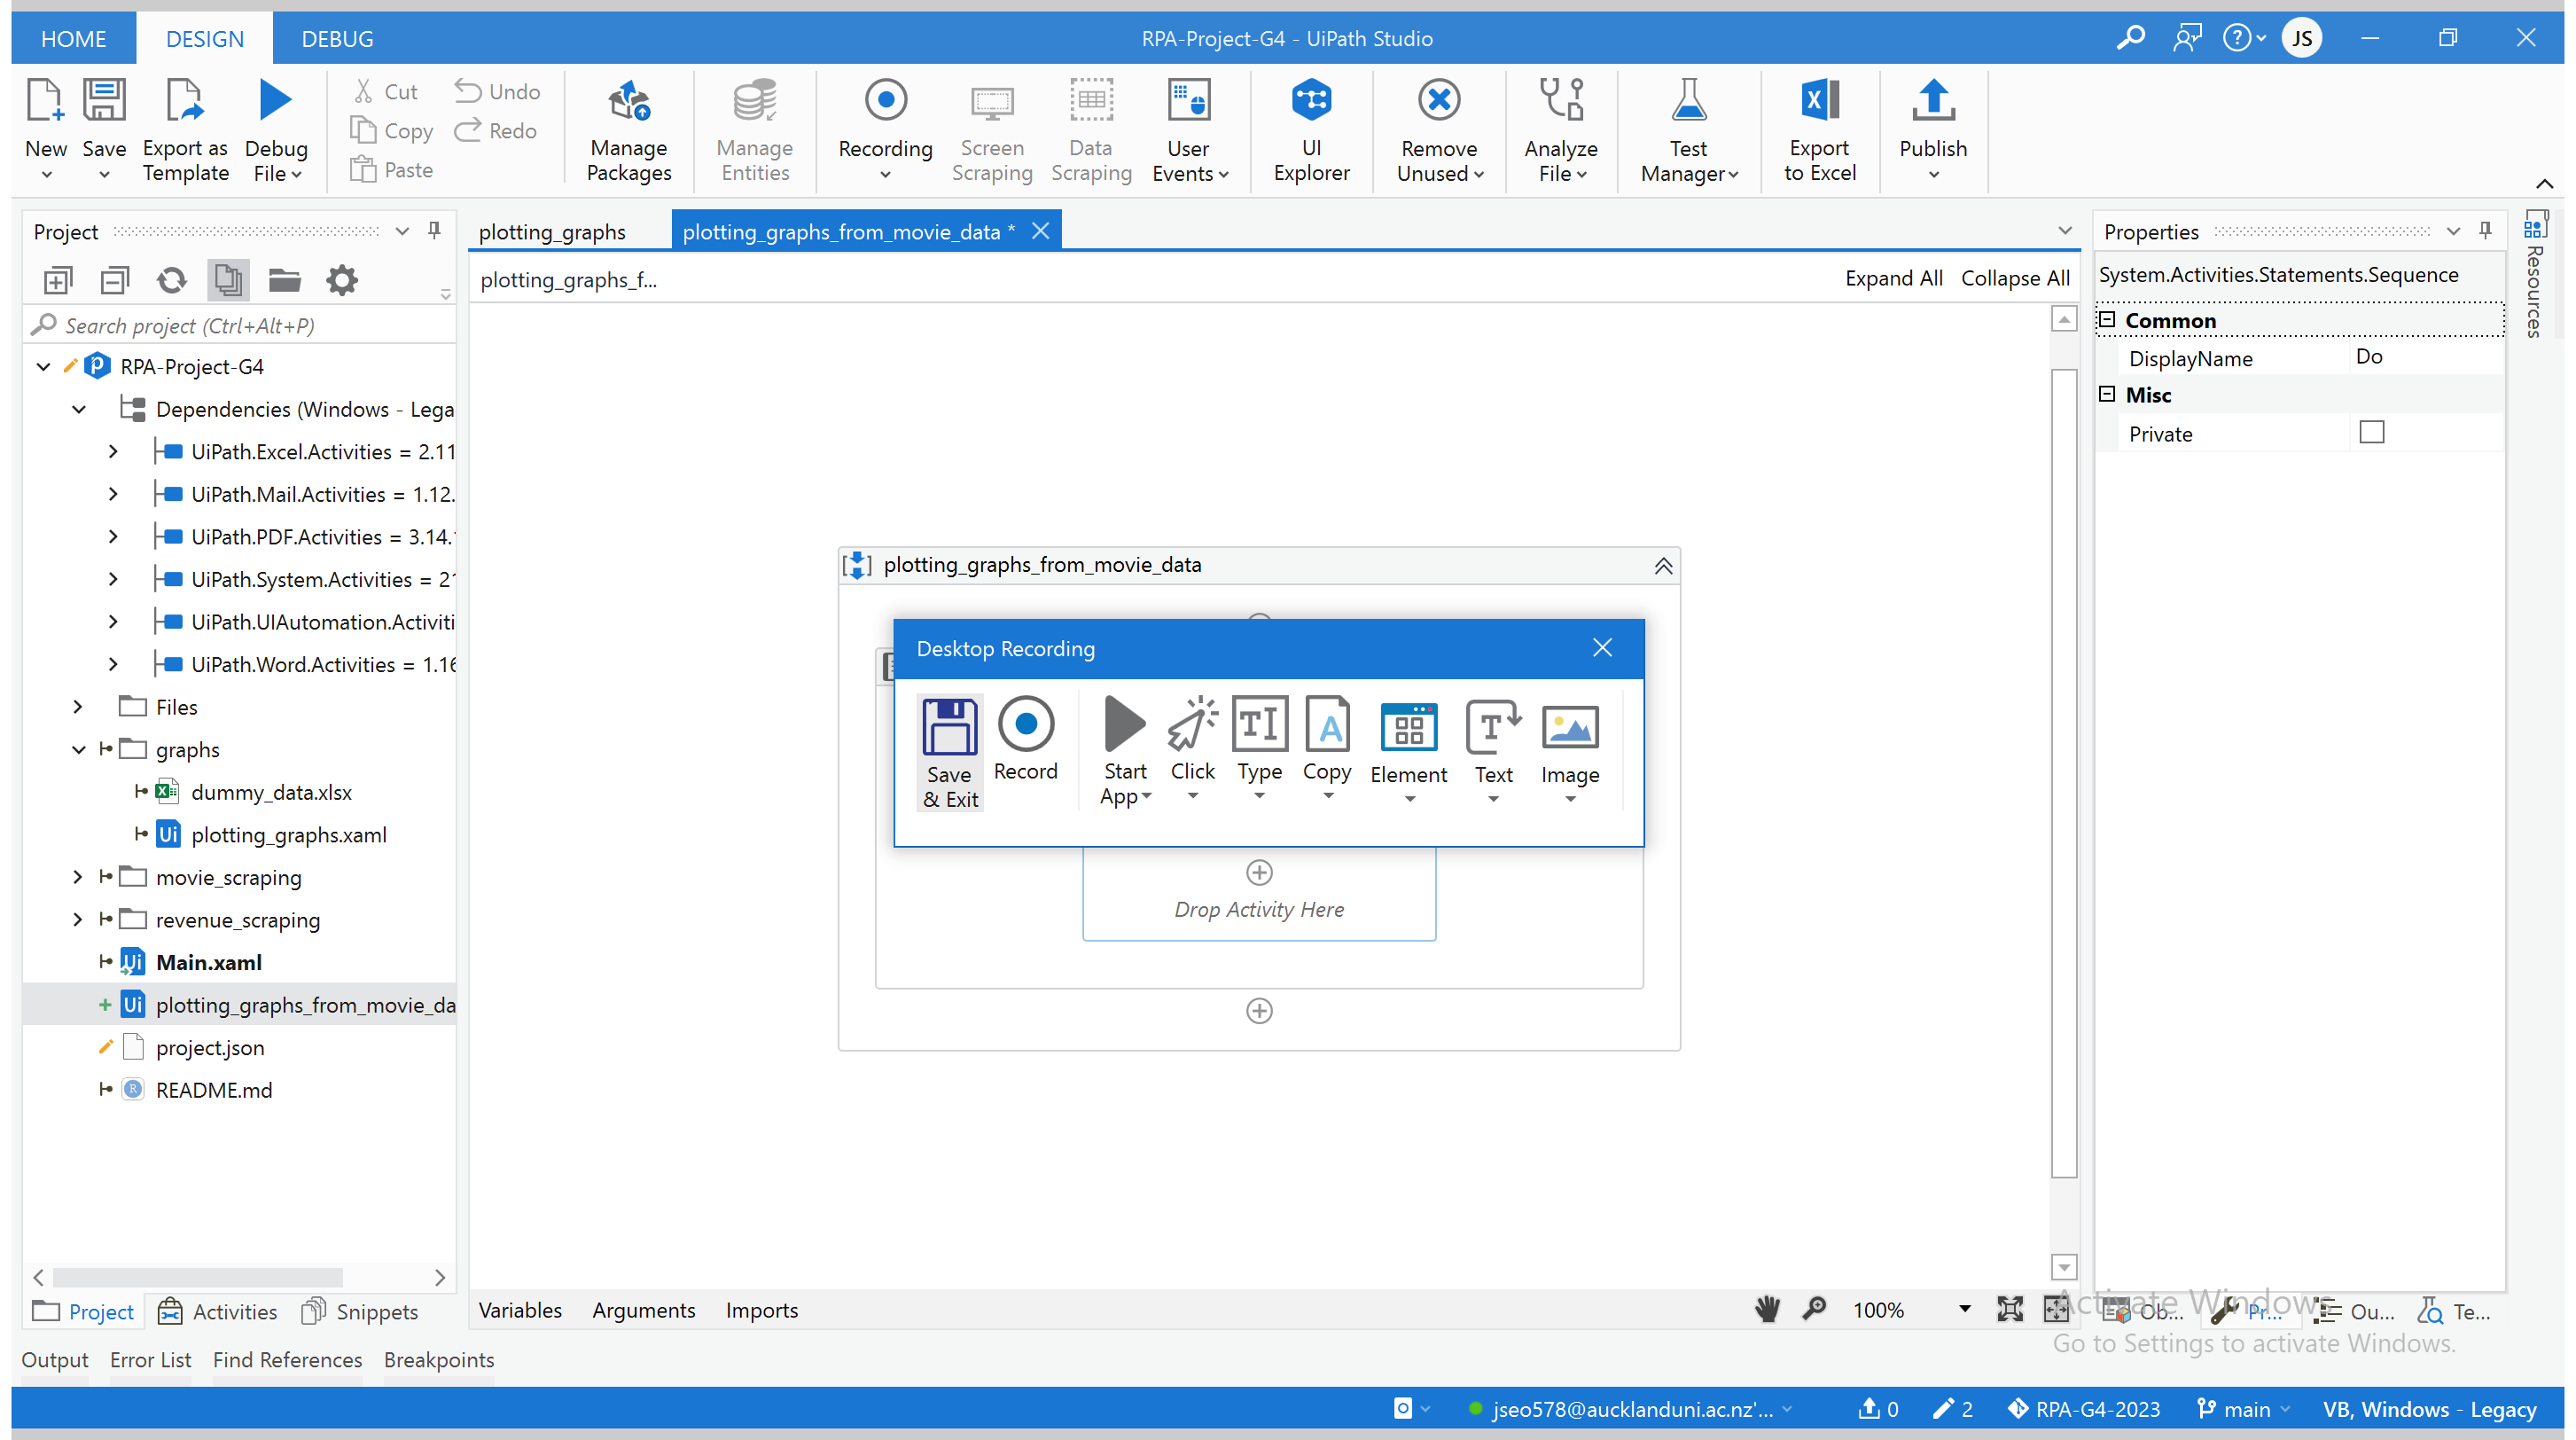 HOME DESIGN DEBUG RPA-Project-G4 - UiPath Studio JS
New Save Export as Template Debug File
Cut Copy Paste Undo Redo
Manage Packages
Manage Entities
Recording
Screen Scraping
Data Scraping
User Events
UI Explorer
Remove Unused
Analyze File
Test Manager
Export to Excel
Publish
Project
Search project (Ctrl+Alt+P)
RPA-Project-G4
Dependencies (Windows - Lega
UiPath.Excel.Activities = 2.11
UiPath.Mail.Activities = 1.12.
UiPath.PDF.Activities = 3.14.
UiPath.System.Activities = 2
UiPath.UIAutomation.Activiti
UiPath.Word.Activities = 1.16
Files
graphs
dummy_data.xlsx
plotting_graphs.xaml
movie_scraping
revenue_scraping
Main.xaml
plotting_graphs_from_movie_da
project.json
README.md
Project Activities Snippets
plotting_graphs plotting_graphs_from_movie_data *
plotting_graphs_f... Expand All Collapse All
plotting_graphs_from_movie_data
Desktop Recording
Save & Exit
Record
Start App
Click
Type
Copy
Element
Text
Image
Drop Activity Here
Variables Arguments Imports 100%
Properties
System.Activities.Statements.Sequence
Common
DisplayName Do
Misc
Private
Resources
Ob... Pr... Ou... Te...
Activate Windows
Go to Settings to activate Windows.
Output Error List Find References Breakpoints
jseo578@aucklanduni.ac.nz'... 0 2 RPA-G4-2023 main VB, Windows - Legacy